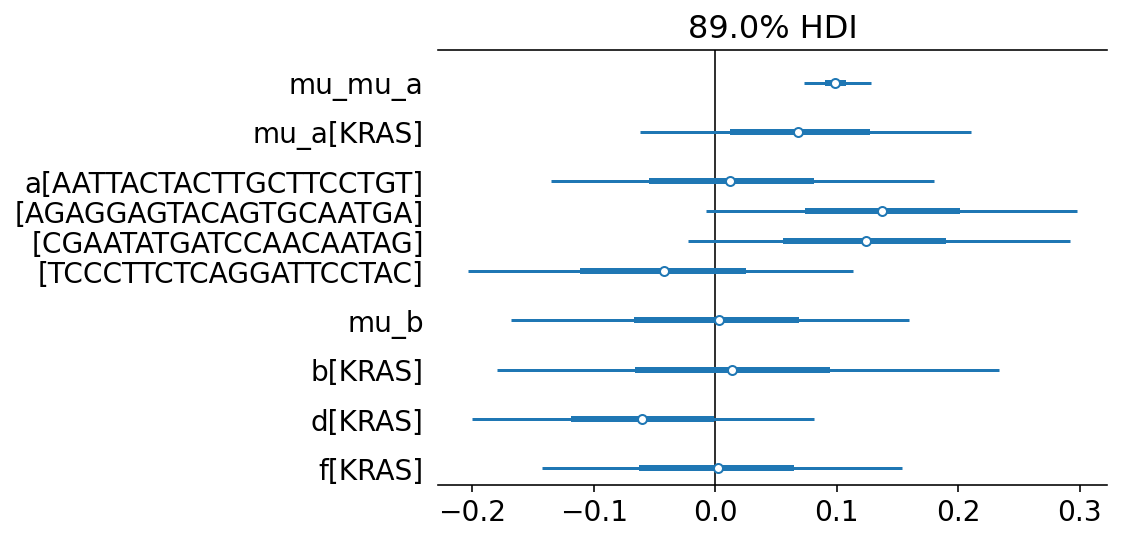 89.0% HDI
mu_mu_a
mu_a[KRAS]
a[AATTACTACTTGCTTCCTGT]
[AGAGGAGTACAGTGCAATGA]
[CGAATATGATCCAACAATAG]
[TCCCTTCTCAGGATTCCTAC]
mu_b
b[KRAS]
d[KRAS]
f[KRAS]
−0.2 −0.1 0.0 0.1 0.2 0.3